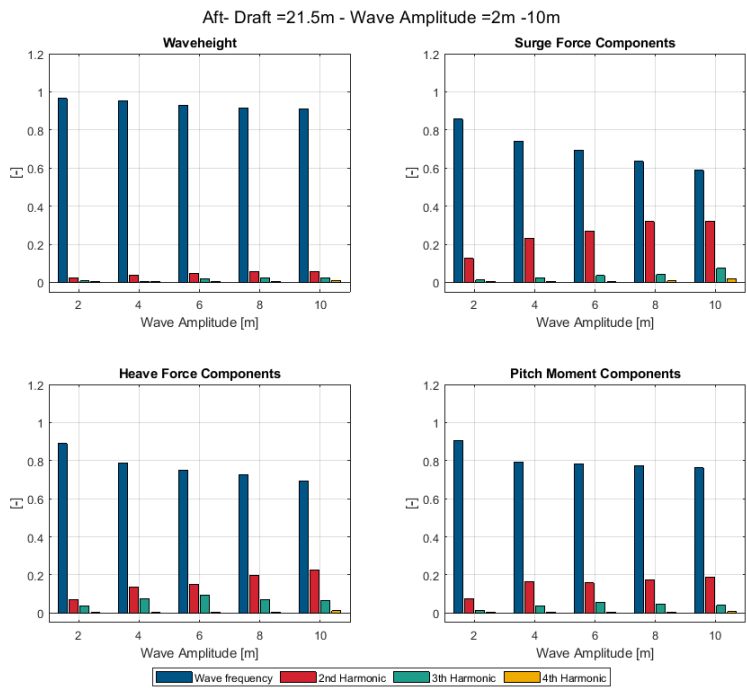 Aft- Draft =21.5m - Wave Amplitude =2m -10m
Waveheight
1.2
1
0.8
0.6
0.4
0.2
0
[-]
2 4 6 8 10
Wave Amplitude [m]
Surge Force Components
1.2
1
0.8
0.6
0.4
0.2
0
[-]
2 4 6 8 10
Wave Amplitude [m]
Heave Force Components
1.2
1
0.8
0.6
0.4
0.2
0
[-]
2 4 6 8 10
Wave Amplitude [m]
Pitch Moment Components
1.2
1
0.8
0.6
0.4
0.2
0
[-]
2 4 6 8 10
Wave Amplitude [m]
Wave frequency 2nd Harmonic 3th Harmonic 4th Harmonic